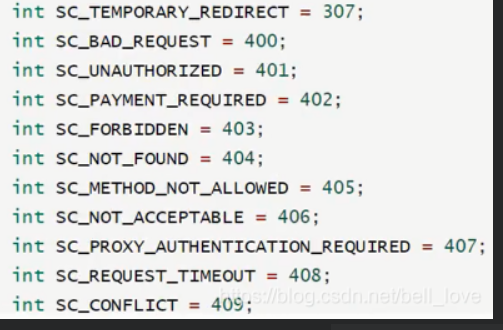 int SC_TEMPORARY_REDIRECT = 307;
int SC_BAD_REQUEST = 400;
int SC_UNAUTHORIZED = 401;
int SC_PAYMENT_REQUIRED = 402;
int SC_FORBIDDEN = 403;
int SC_NOT_FOUND = 404;
int SC_METHOD_NOT_ALLOWED = 405;
int SC_NOT_ACCEPTABLE = 406;
int SC_PROXY_AUTHENTICATION_REQUIRED = 407;
int SC_REQUEST_TIMEOUT = 408;
int SC_CONFLICT = 409;
https://blog.csdn.net/bell_love